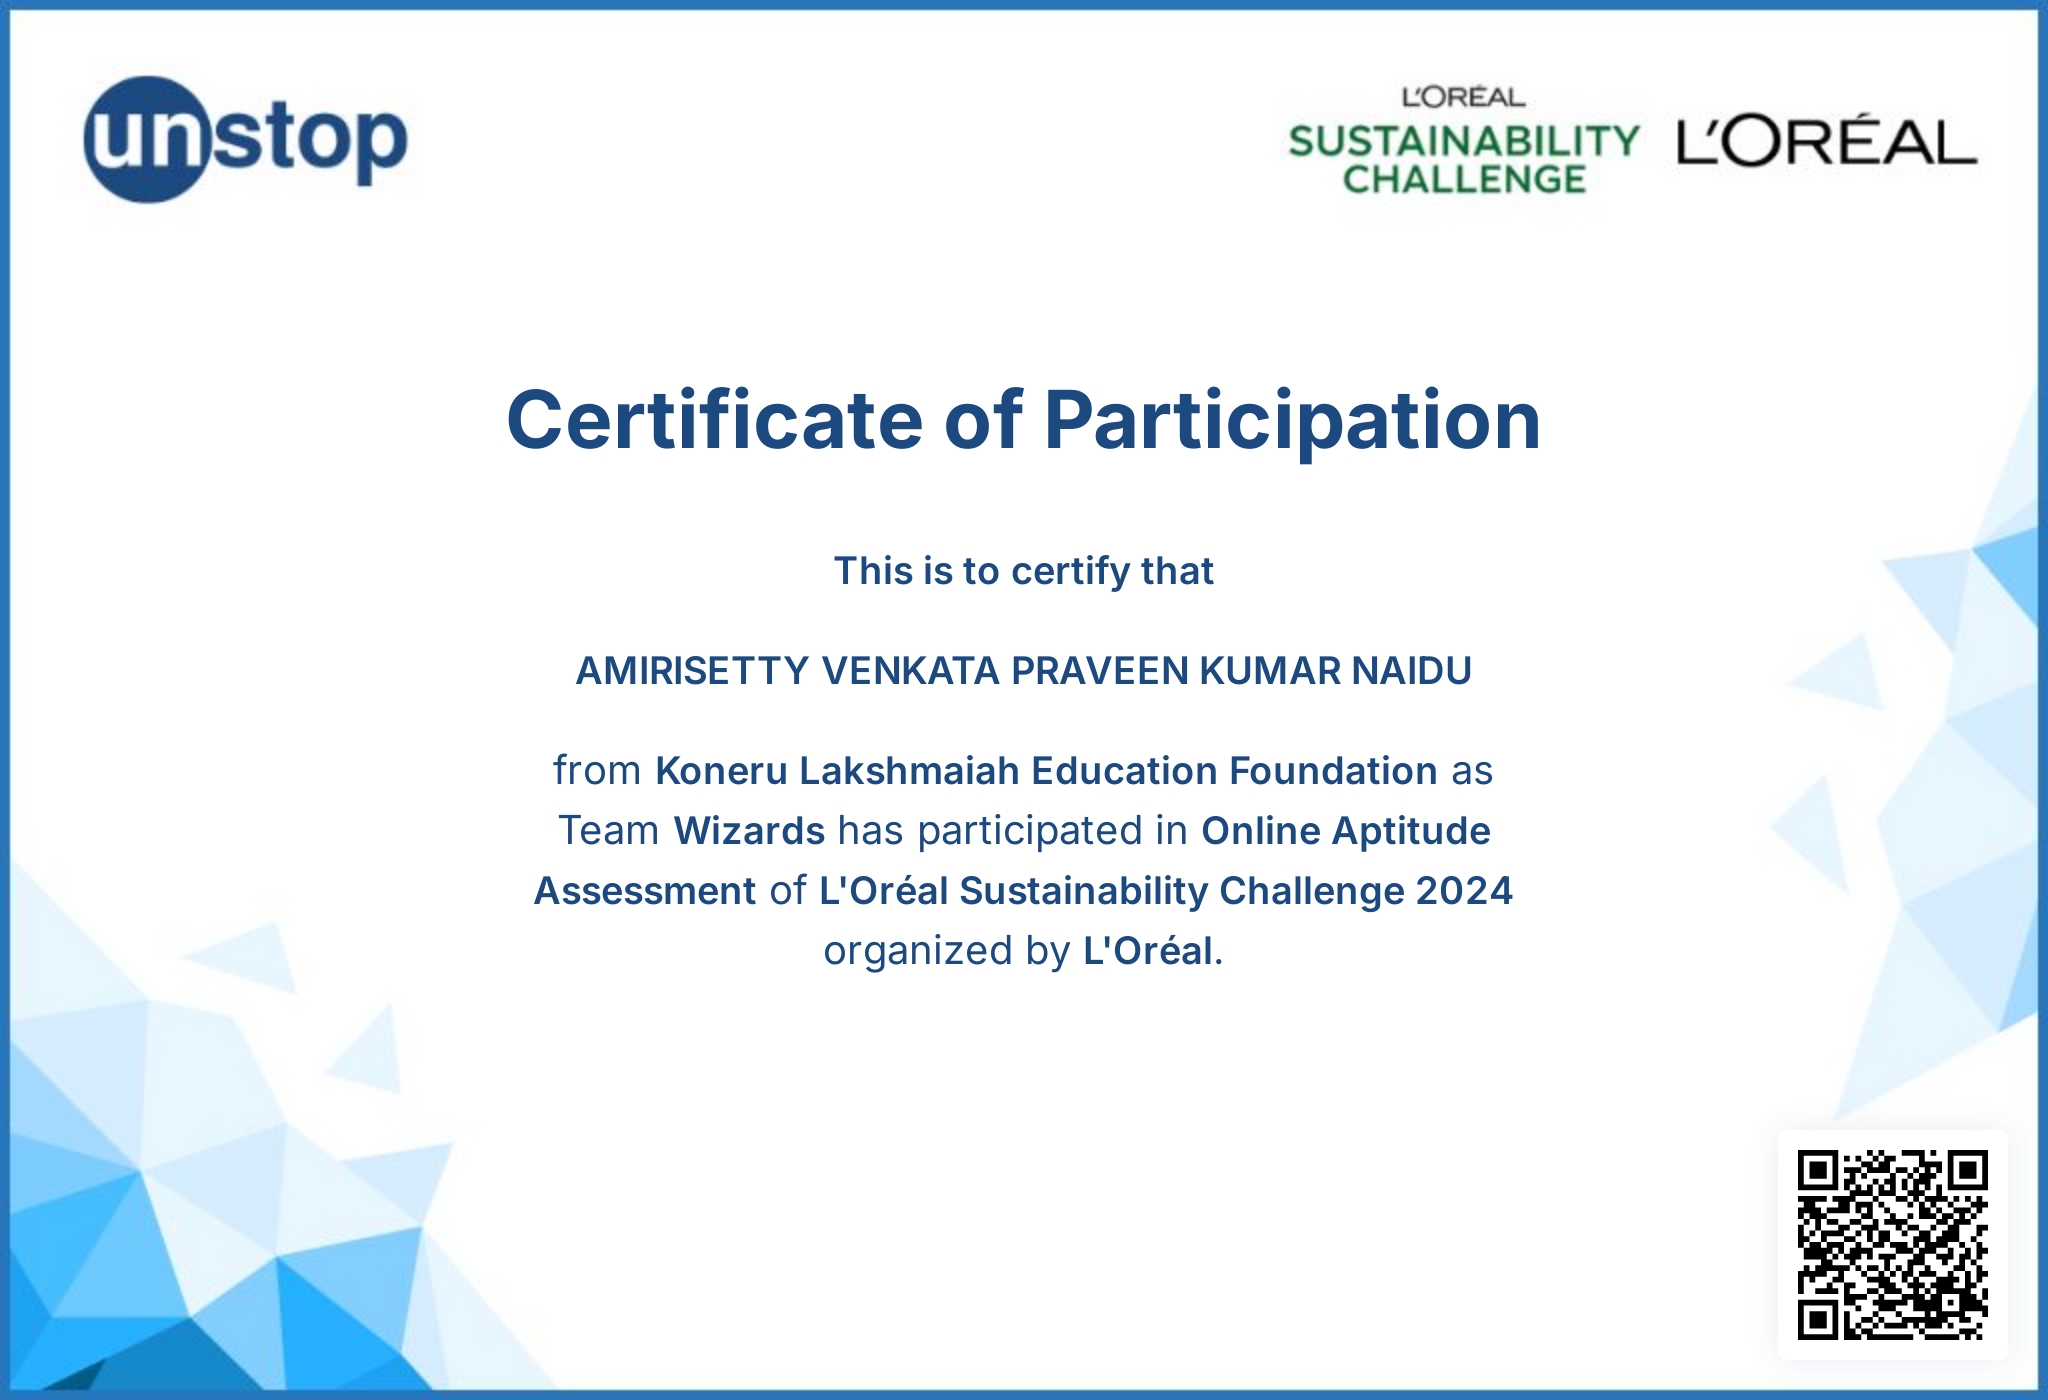 unstop
L'ORÉAL
SUSTAINABILITY
CHALLENGE
L'ORÉAL
Certificate of Participation
This is to certify that
AMIRISETTY VENKATA PRAVEEN KUMAR NAIDU
from Koneru Lakshmaiah Education Foundation as
Team Wizards has participated in Online Aptitude
Assessment of L'Oréal Sustainability Challenge 2024
organized by L'Oréal.